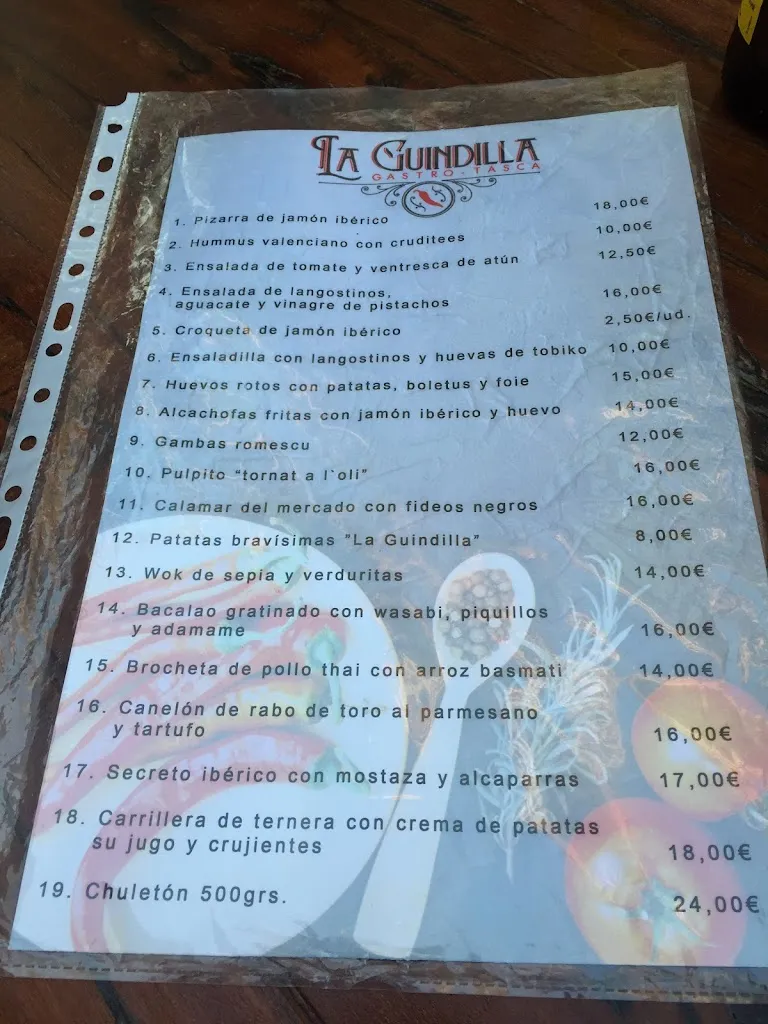 LA GUINDILLA
GASTRO·TASCA
1. Pizarra de jamón ibérico 18,00€
2. Hummus valenciano con cruditees 10,00€
3. Ensalada de tomate y ventresca de atún 12,50€
4. Ensalada de langostinos,
aguacate y vinagre de pistachos 16,00€
5. Croqueta de jamón ibérico 2,50€/ud.
6. Ensaladilla con langostinos y huevas de tobiko 10,00€
7. Huevos rotos con patatas, boletus y foie 15,00€
8. Alcachofas fritas con jamón ibérico y huevo 14,00€
9. Gambas romescu 12,00€
10. Pulpito "tornat a l`oli" 16,00€
11. Calamar del mercado con fideos negros 16,00€
12. Patatas bravísimas "La Guindilla" 8,00€
13. Wok de sepia y verduritas 14,00€
14. Bacalao gratinado con wasabi, piquillos
y adamame 16,00€
15. Brocheta de pollo thai con arroz basmati 14,00€
16. Canelón de rabo de toro al parmesano
y tartufo 16,00€
17. Secreto ibérico con mostaza y alcaparras 17,00€
18. Carrillera de ternera con crema de patatas
su jugo y crujientes 18,00€
19. Chuletón 500grs. 24,00€